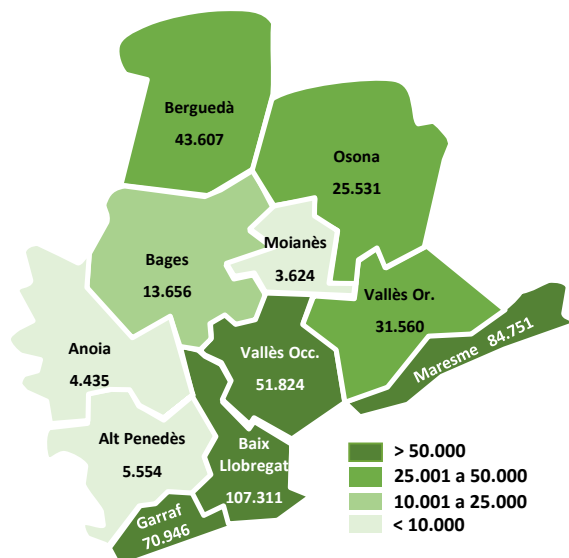 Berguedà
43.607
Osona
25.531
Moianès
3.624
Bages
13.656
Vallès Or.
31.560
Maresme 84.751
Anoia
4.435
Vallès Occ.
51.824
Alt Penedès
5.554
Baix
Llobregat
107.311
Garraf
70.946
> 50.000
25.001 a 50.000
10.001 a 25.000
< 10.000